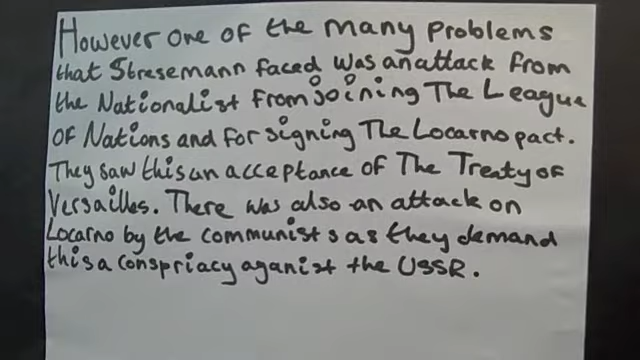 However one of the many problems
that Stresemann faced was an attack from
the Nationalist from joining The League
of Nations and for signing The Locarno pact.
They saw this an acceptance of The Treaty of
Versailles. There was also an attack on
Locarno by the communists as they demand
this a conspriacy aganist the USSR.